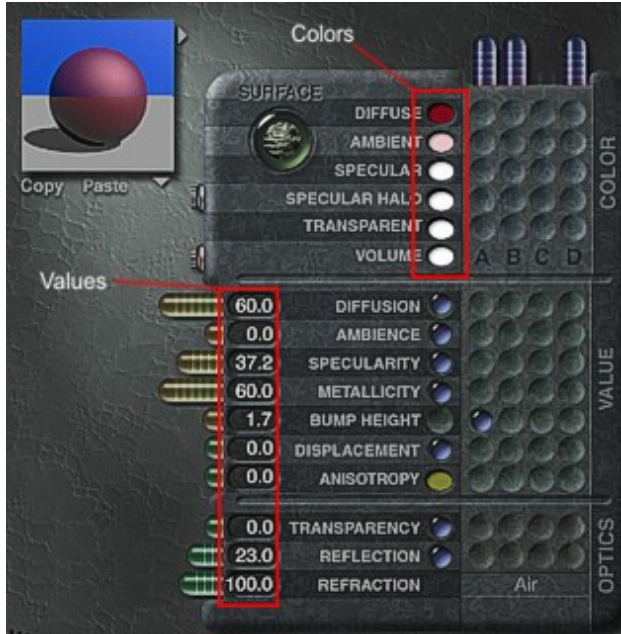 Colors
SURFACE
DIFFUSE
AMBIENT
SPECULAR
SPECULAR HALO
TRANSPARENT
VOLUME
A B C D
COLOR
Copy Paste
Values
60.0 DIFFUSION
0.0 AMBIENCE
37.2 SPECULARITY
60.0 METALLICITY
1.7 BUMP HEIGHT
0.0 DISPLACEMENT
0.0 ANISOTROPY
VALUE
0.0 TRANSPARENCY
23.0 REFLECTION
100.0 REFRACTION Air
OPTICS